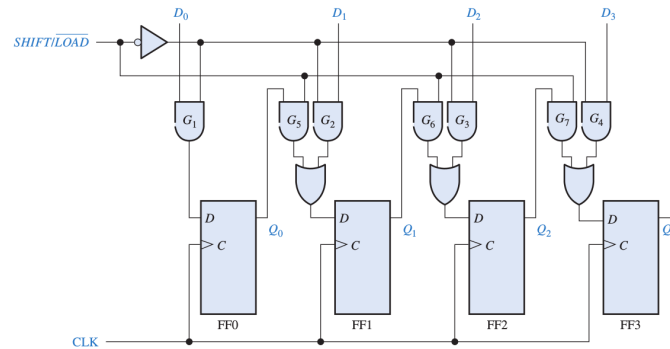 D₀ D₁ D₂ D₃
SHIFT/L̅O̅A̅D̅
G₁ G₅ G₂ G₆ G₃ G₇ G₄
D D D D
Q₀ Q₁ Q₂ Q
C C C C
FF0 FF1 FF2 FF3
CLK